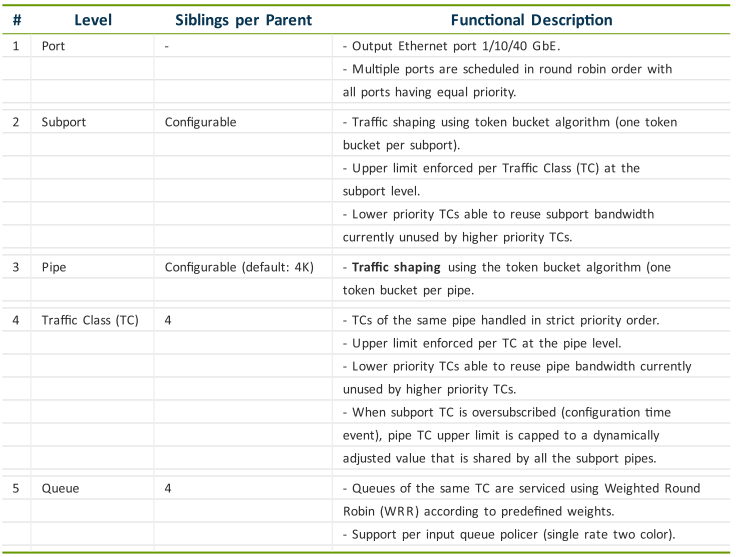 # Level Siblings per Parent Functional Description
1 Port - - Output Ethernet port 1/10/40 GbE.
- Multiple ports are scheduled in round robin order with
all ports having equal priority.
2 Subport Configurable - Traffic shaping using token bucket algorithm (one token
bucket per subport).
- Upper limit enforced per Traffic Class (TC) at the
subport level.
- Lower priority TCs able to reuse subport bandwidth
currently unused by higher priority TCs.
3 Pipe Configurable (default: 4K) - Traffic shaping using the token bucket algorithm (one
token bucket per pipe.
4 Traffic Class (TC) 4 - TCs of the same pipe handled in strict priority order.
- Upper limit enforced per TC at the pipe level.
- Lower priority TCs able to reuse pipe bandwidth currently
unused by higher priority TCs.
- When subport TC is oversubscribed (configuration time
event), pipe TC upper limit is capped to a dynamically
adjusted value that is shared by all the subport pipes.
5 Queue 4 - Queues of the same TC are serviced using Weighted Round
Robin (WRR) according to predefined weights.
- Support per input queue policer (single rate two color).